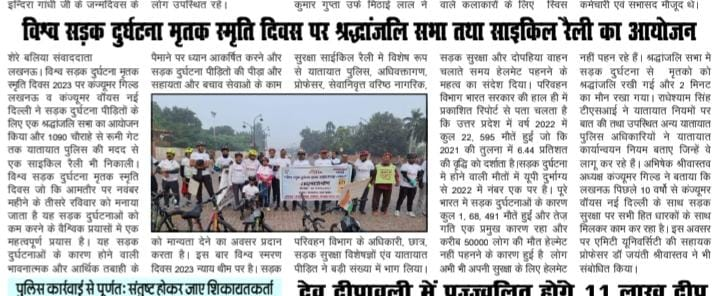 इन्दिरा गांधी जी के जन्मदिवस के
लोग उपस्थित रहे।
कुमार गुप्ता उर्फ मिठाई लाल ने
वाले कलाकारों के लिए स्विस
कर्मचारी एवं सभासद मौजूद थे।
विश्व सड़क दुर्घटना मृतक स्मृति दिवस पर श्रद्धांजलि सभा तथा साइकिल रैली का आयोजन
शेरे बलिया संवाददाता
लखनऊ। विश्व सड़क दुर्घटना मृतक
स्मृति दिवस 2023 पर कंज्यूमर गिल्ड
लखनऊ व कंज्यूमर वॉयस नई
दिल्ली ने सड़क दुर्घटना पीड़ितों के
लिए एक श्रद्धांजलि सभा का आयोजन
किया और 1090 चौराहे से रूमी गेट
तक यातायात पुलिस की मदद से
एक साइकिल रैली भी निकाली।
विश्व सड़क दुर्घटना मृतक स्मृति
दिवस जो कि आमतौर पर नवंबर
महीने के तीसरे रविवार को मनाया
जाता है यह सड़क दुर्घटनाओं को
कम करने के वैश्विक प्रयासों मे एक
महत्वपूर्ण प्रयास है। यह सड़क
दुर्घटनाओं के कारण होने वाली
भावनात्मक और आर्थिक तबाही के
पैमाने पर ध्यान आकर्षित करने और
सड़क दुर्घटना पीड़ितो की पीड़ा और
सहायता और बचाव सेवाओं के काम
को मान्यता देने का अवसर प्रदान
करता है। इस बार विश्व स्मरण
दिवस 2023 न्याय थीम पर है। सड़क
सुरक्षा साईकिल रैली मे विशेष रूप
से यातायात पुलिस, अधिवक्तागण,
प्रोफेसर, सेवानिवृत्त वरिष्ठ नागरिक,
परिवहन विभाग के अधिकारी, छात्र,
सड़क सुरक्षा विशेषज्ञों एंव यातायात
पीड़ित ने बड़ी संख्या में भाग लिया।
सड़क सुरक्षा और दोपहिया वाहन
चलाते समय हेलमेट पहनने के
महत्व का संदेश दिया। परिवहन
विभाग भारत सरकार की हाल ही में
प्रकाशित रिपोर्ट से पता चलता है
कि उत्तर प्रदेश में वर्ष 2022 में
कुल 22, 595 मौतें हुई जो कि
2021 की तुलना में 6.44 प्रतिशत
की वृद्धि को दर्शाता है।सड़क दुर्घटना
मे होने वाली मौतों में यूपी दुर्भाग्य
से 2022 में नंबर एक पर है। पूरे
भारत में सड़क दुर्घटनाओं के कारण
कुल 1, 68, 491 मौतें हुई और तेज
गति एक प्रमुख कारण रहा और
करीब 50000 लोग की मौत हेलमेट
नहीं पहनने के कारण हुई है लोग
अभी भी अपनी सुरक्षा के लिए हेलमेट
नहीं पहन रहे हैं। श्रद्धांजलि सभा मे
सड़क दुर्घटना से मृतको को
श्रद्धांजलि रखी गई और 2 मिनट
का मौन रखा गया। राधेश्याम सिंह
टीएसआई ने यातायात नियमों पर
बात की तथा उपस्थित अन्य यातायात
पुलिस अधिकारियों ने यातायात
कार्यान्वयन नियम बताए जिन्हें वे
लागू कर रहे हैं। अभिषेक श्रीवास्तव
अध्यक्ष कंज्यूमर गिल्ड ने बताया कि
लखनऊ पिछले 10 वर्षों से कंज्यूमर
वॉयस नई दिल्ली के साथ सड़क
सुरक्षा पर सभी हित धारकों के साथ
मिलकर काम कर रहा है। इस अवसर
पर एमिटी यूनिवर्सिटी की सहायक
प्रोफेसर डॉ जयंती श्रीवास्तव ने भी
संबोधित किया।
पुलिस कार्रवाई से पूर्णतः संतुष्ट होकर जाए शिकायतकर्ता
देव दीपावली में प्रज्ज्वलित होंगे 11 लाख दीप